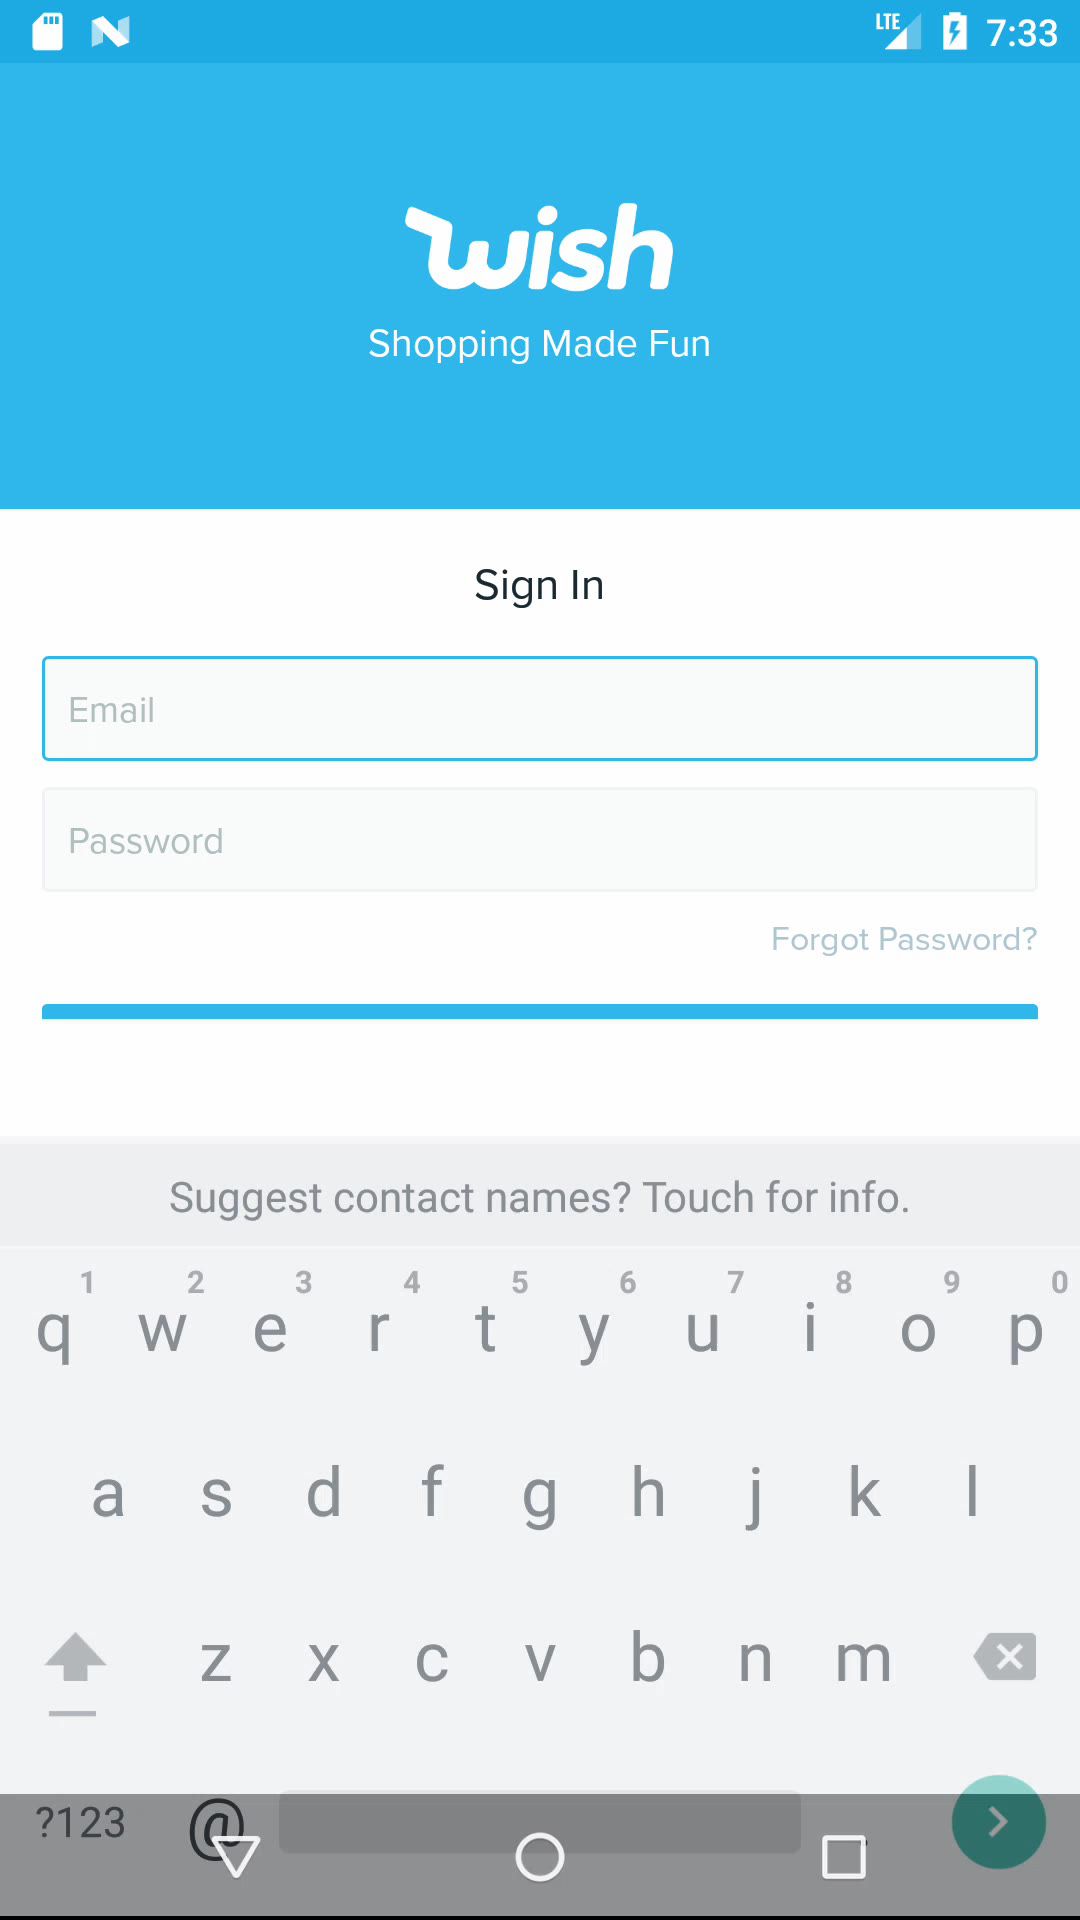 LTE 7:33
wish
Shopping Made Fun
Sign In
Email
Password
Forgot Password?
Suggest contact names? Touch for info.
1 2 3 4 5 6 7 8 9 0
q w e r t y u i o p
a s d f g h j k l
z x c v b n m
?123 @